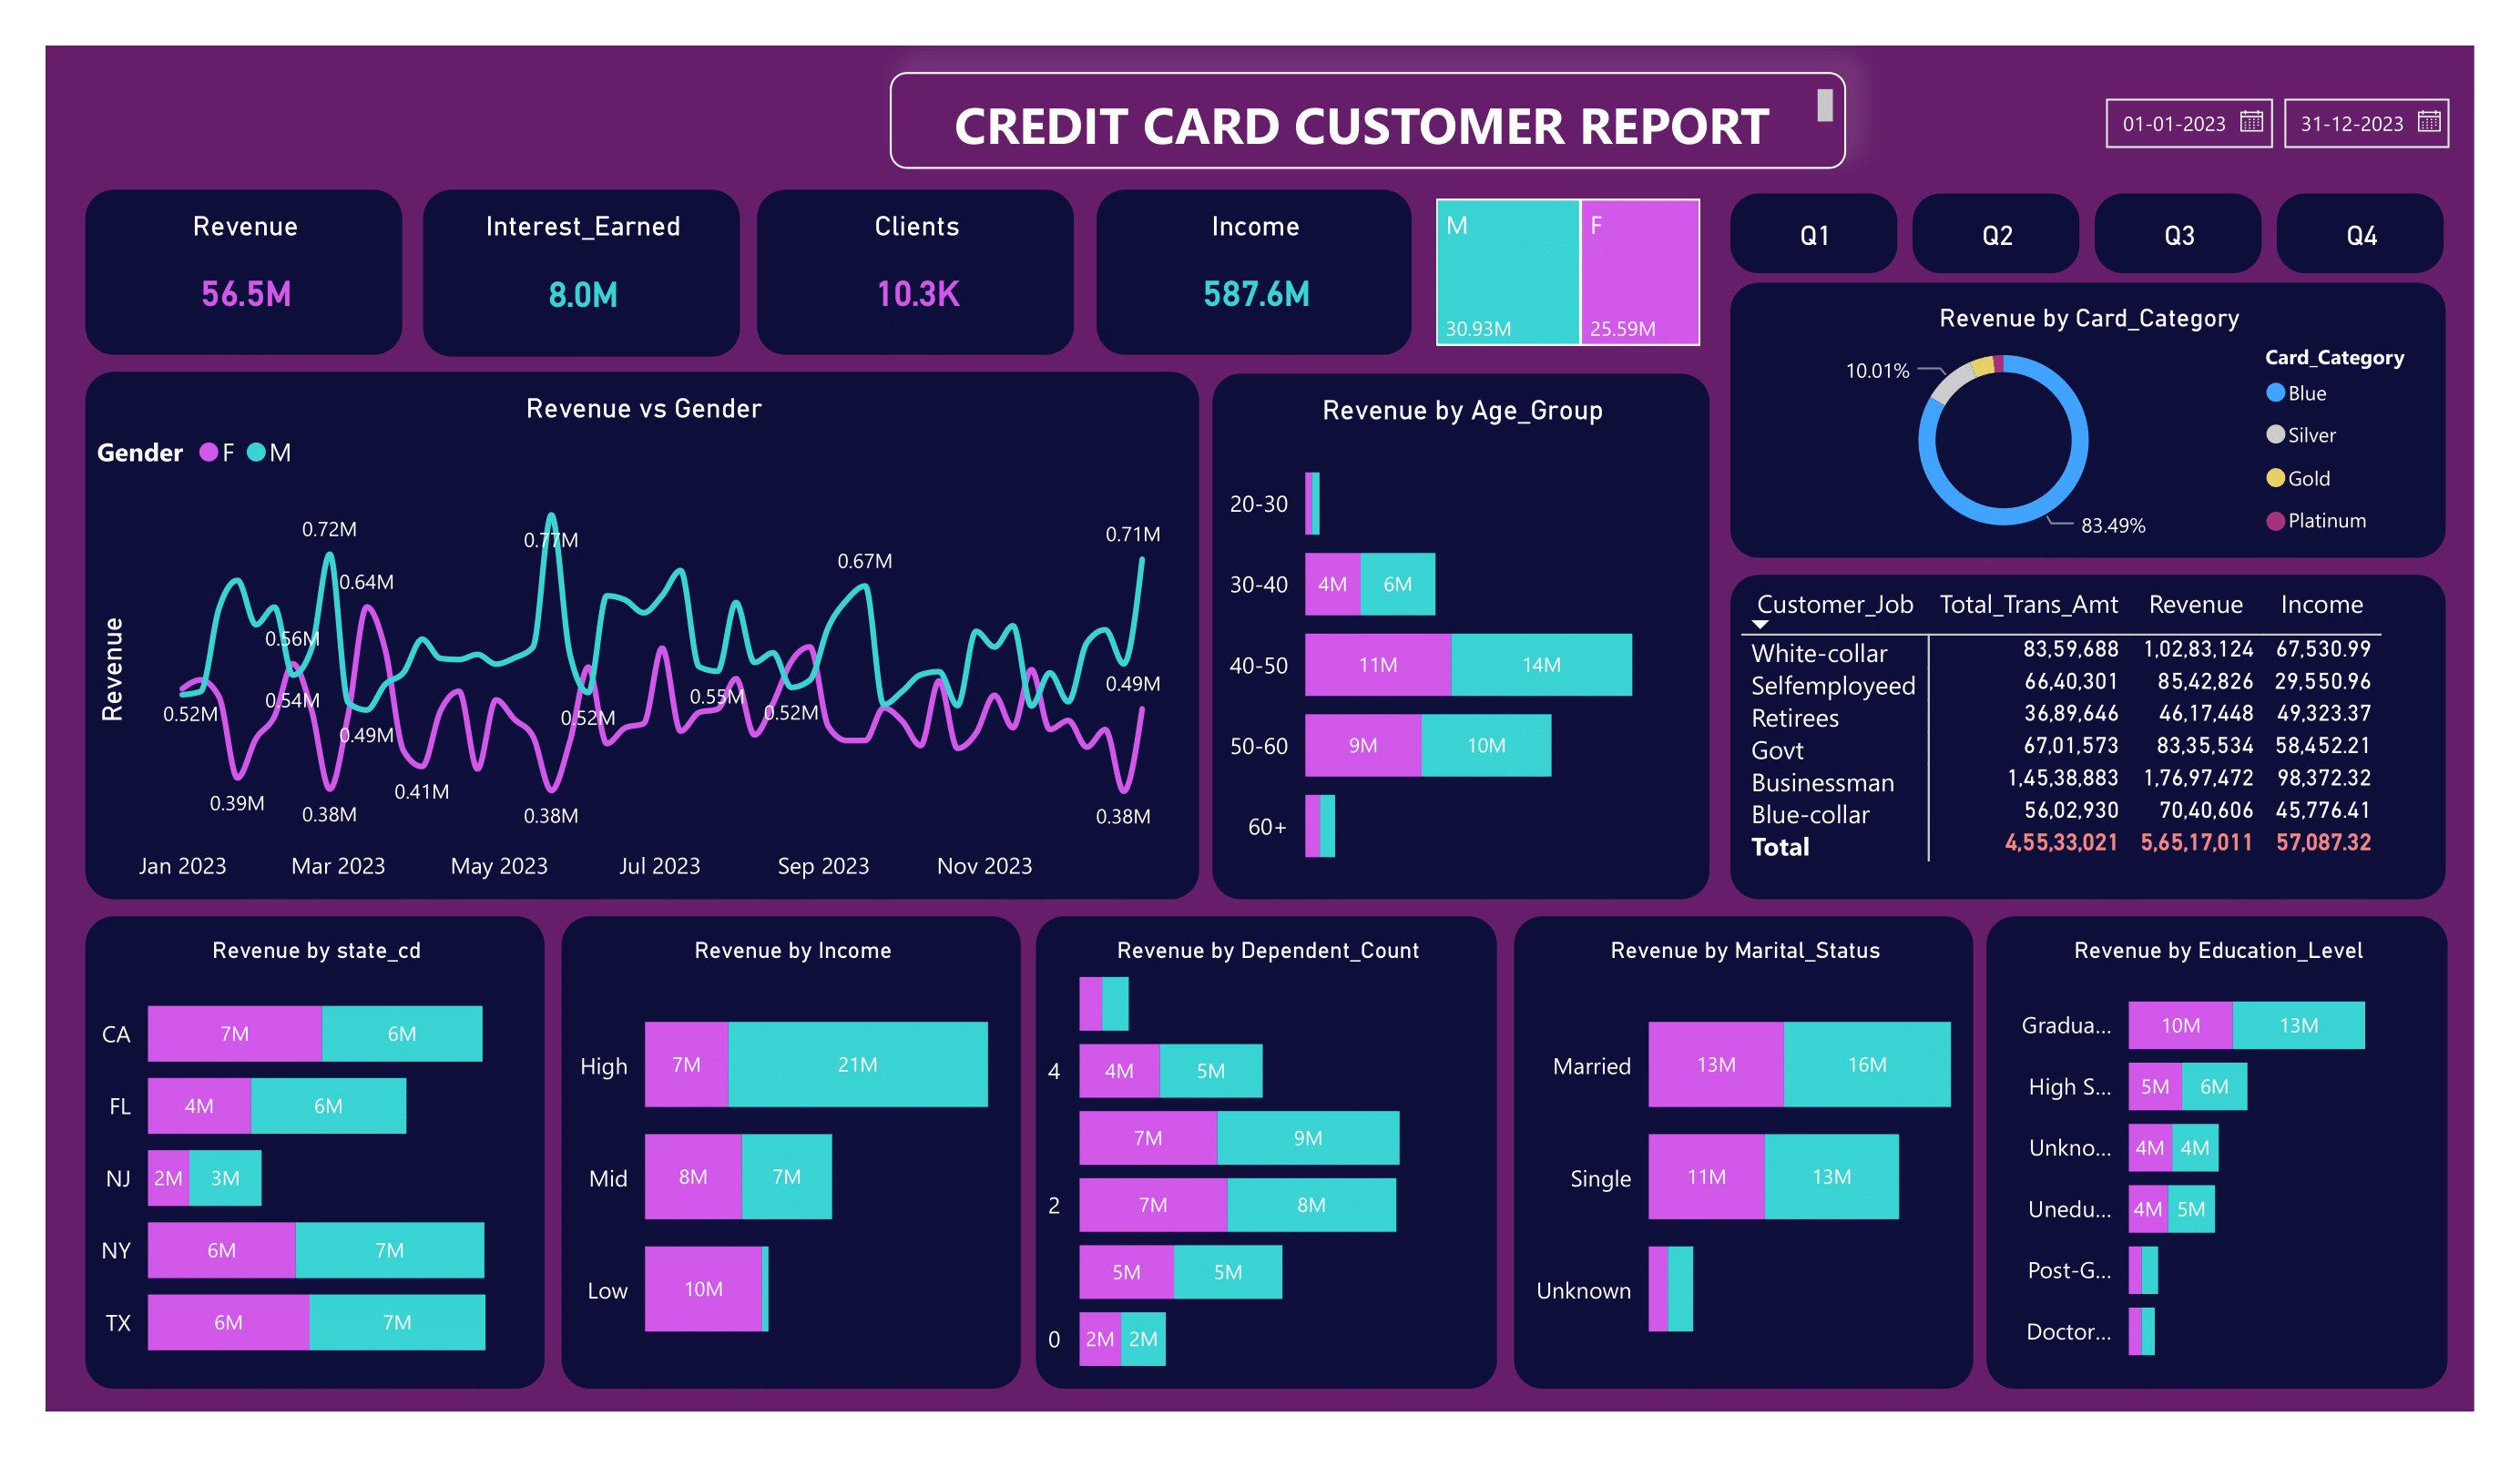 CREDIT CARD CUSTOMER REPORT
01-01-2023
31-12-2023
Revenue
56.5M
Interest_Earned
8.0M
Clients
10.3K
Income
587.6M
M
30.93M
F
25.59M
Q1
Q2
Q3
Q4
Revenue vs Gender
Gender F M
Revenue
0.72M
0.77M
0.71M
0.67M
0.64M
0.56M
0.54M
0.52M
0.49M
0.52M
0.55M
0.52M
0.49M
0.39M
0.38M
0.41M
0.38M
0.38M
Jan 2023 Mar 2023 May 2023 Jul 2023 Sep 2023 Nov 2023
Revenue by Age_Group
20-30
30-40 4M 6M
40-50 11M 14M
50-60 9M 10M
60+
Revenue by Card_Category
10.01%
83.49%
Card_Category
Blue
Silver
Gold
Platinum
Customer_Job Total_Trans_Amt Revenue Income
White-collar 83,59,688 1,02,83,124 67,530.99
Selfemployeed 66,40,301 85,42,826 29,550.96
Retirees 36,89,646 46,17,448 49,323.37
Govt 67,01,573 83,35,534 58,452.21
Businessman 1,45,38,883 1,76,97,472 98,372.32
Blue-collar 56,02,930 70,40,606 45,776.41
Total 4,55,33,021 5,65,17,011 57,087.32
Revenue by state_cd
CA 7M 6M
FL 4M 6M
NJ 2M 3M
NY 6M 7M
TX 6M 7M
Revenue by Income
High 7M 21M
Mid 8M 7M
Low 10M
Revenue by Dependent_Count
4 4M 5M
7M 9M
2 7M 8M
5M 5M
0 2M 2M
Revenue by Marital_Status
Married 13M 16M
Single 11M 13M
Unknown
Revenue by Education_Level
Gradua... 10M 13M
High S... 5M 6M
Unkno... 4M 4M
Unedu... 4M 5M
Post-G...
Doctor...